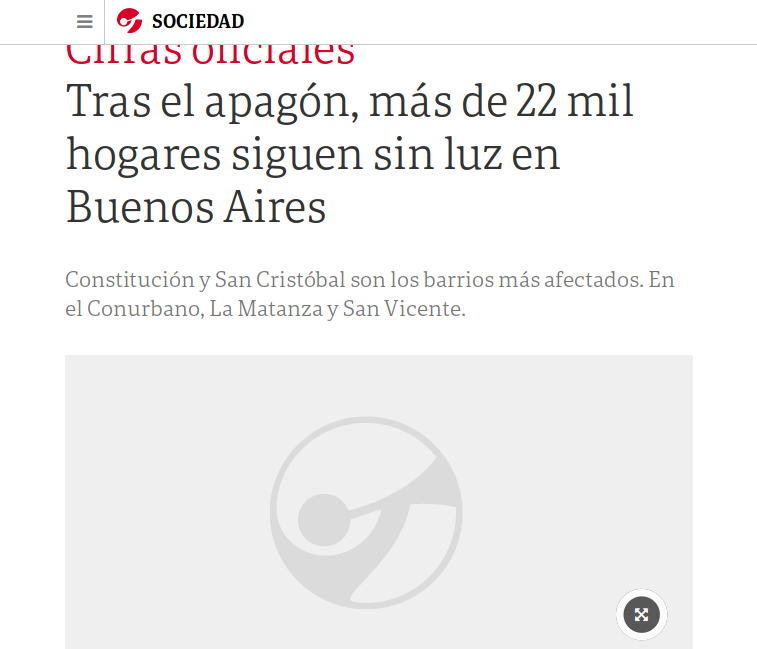 SOCIEDAD
Cifras oficiales
Tras el apagón, más de 22 mil
hogares siguen sin luz en
Buenos Aires
Constitución y San Cristóbal son los barrios más afectados. En
el Conurbano, La Matanza y San Vicente.